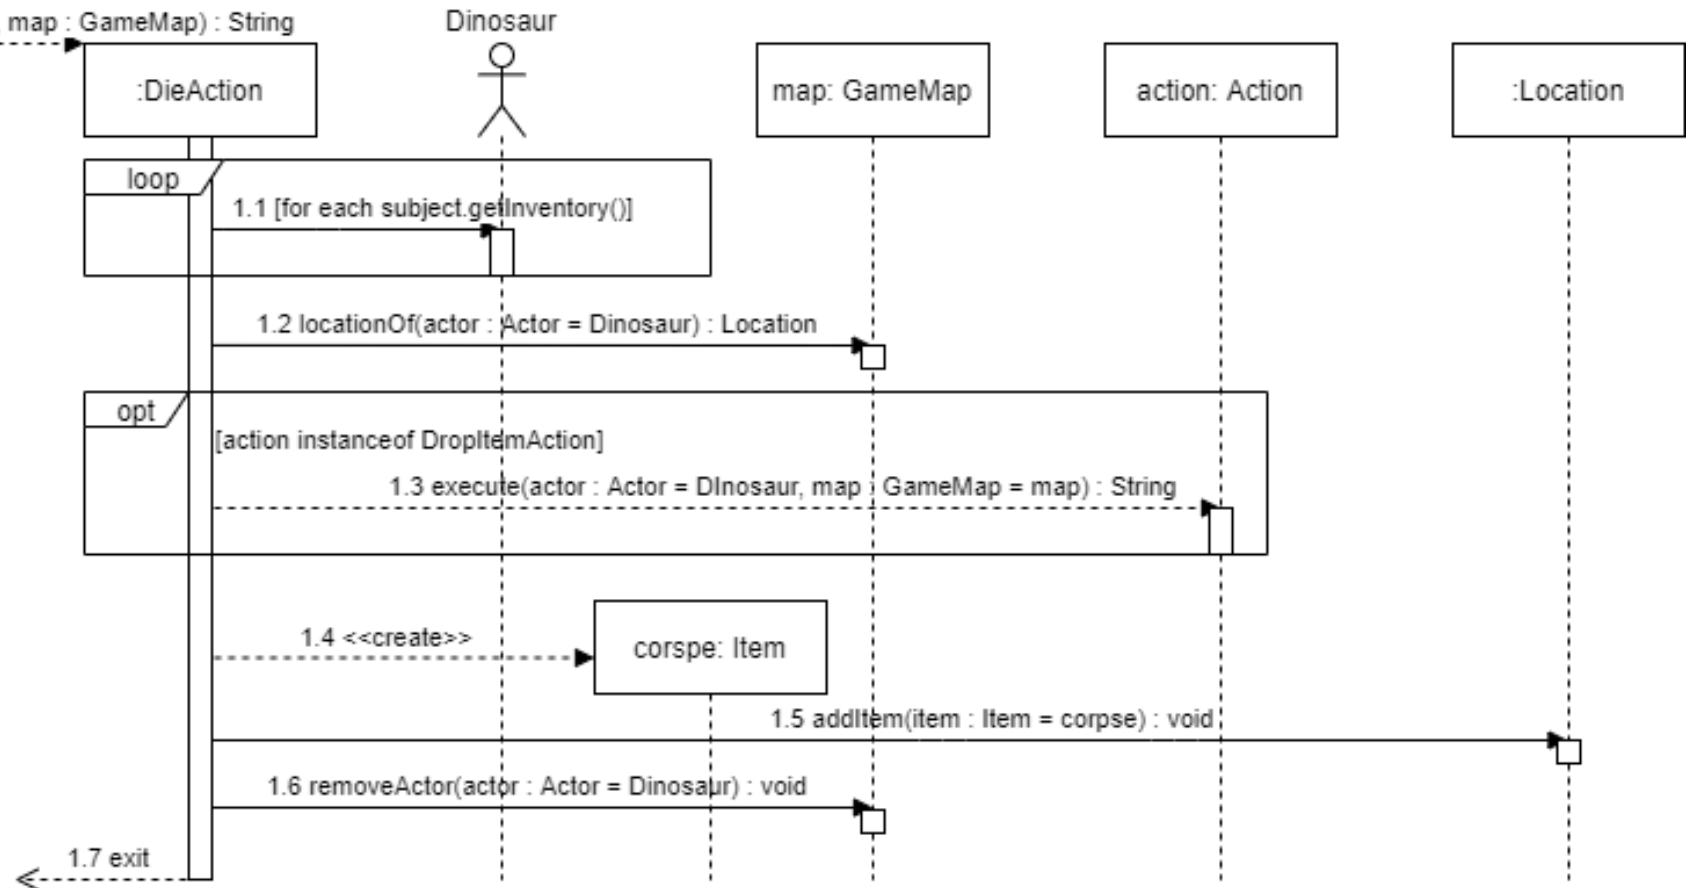 map : GameMap) : String
Dinosaur
:DieAction
map: GameMap
action: Action
:Location
loop
1.1 [for each subject.getInventory()]
1.2 locationOf(actor : Actor = Dinosaur) : Location
opt
[action instanceof DropItemAction]
1.3 execute(actor : Actor = DInosaur, map : GameMap = map) : String
1.4 <<create>>
corspe: Item
1.5 addItem(item : Item = corpse) : void
1.6 removeActor(actor : Actor = Dinosaur) : void
1.7 exit